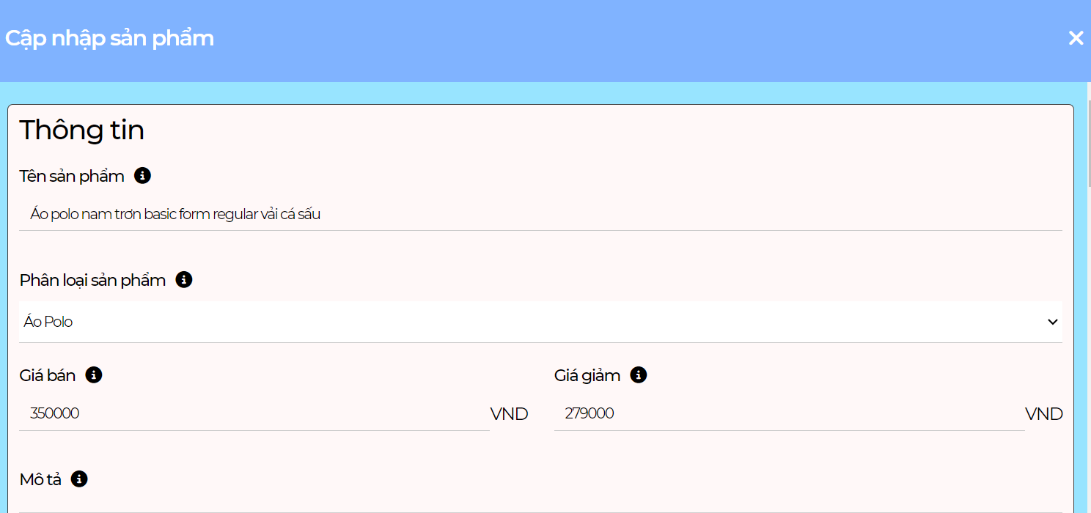 Cập nhập sản phẩm
Thông tin
Tên sản phẩm
Áo polo nam trơn basic form regular vải cá sấu
Phân loại sản phẩm
Áo Polo
Giá bán Giá giảm
350000 VND 279000 VND
Mô tả